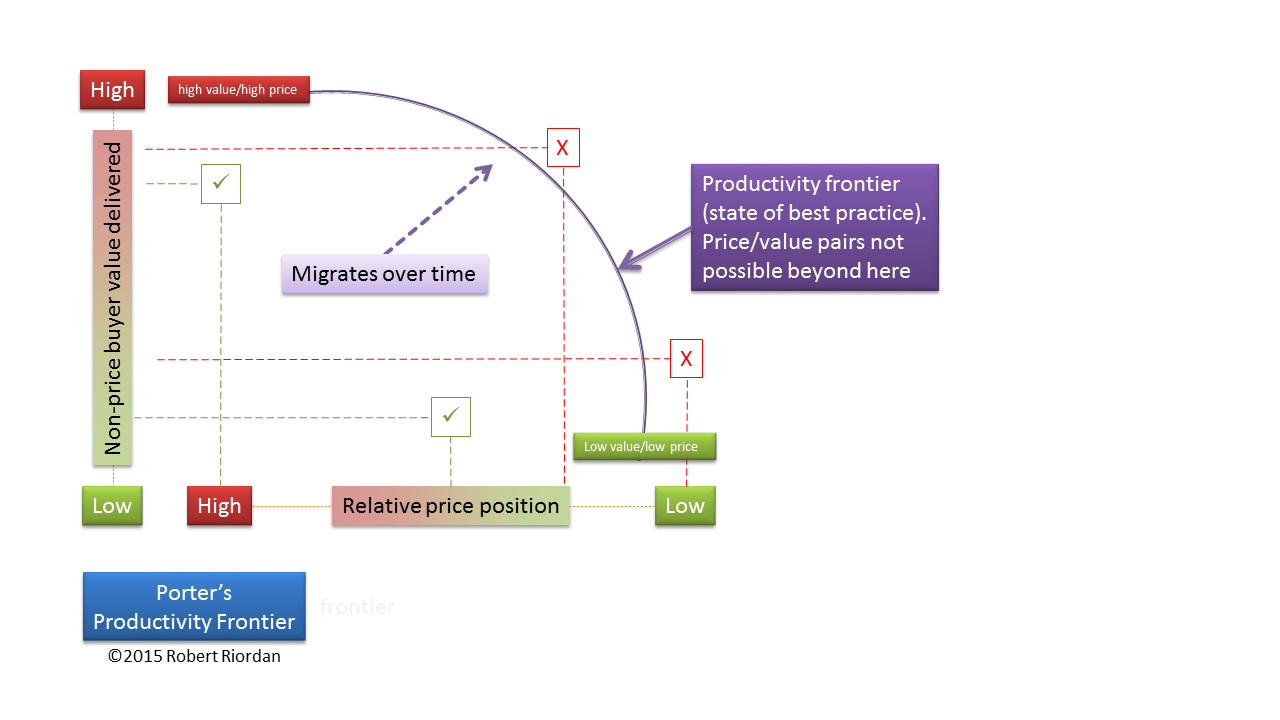 High
high value/high price
X
✓
Non-price buyer value delivered
Productivity frontier
(state of best practice).
Price/value pairs not
possible beyond here
Migrates over time
X
✓
Low value/low price
Low
High
Relative price position
Low
Porter’s
Productivity Frontier
frontier
©2015 Robert Riordan